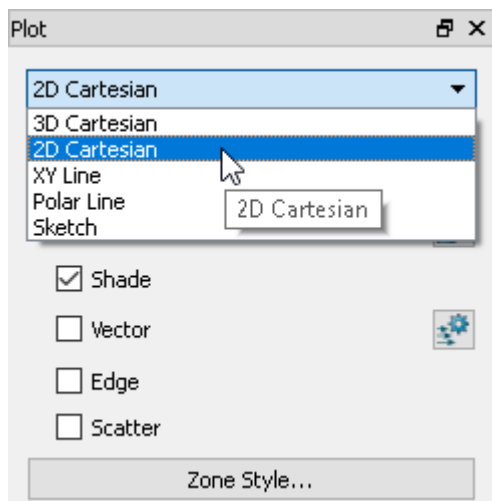 Plot
2D Cartesian
3D Cartesian
2D Cartesian
XY Line
Polar Line
2D Cartesian
Sketch
Shade
Vector
Edge
Scatter
Zone Style...